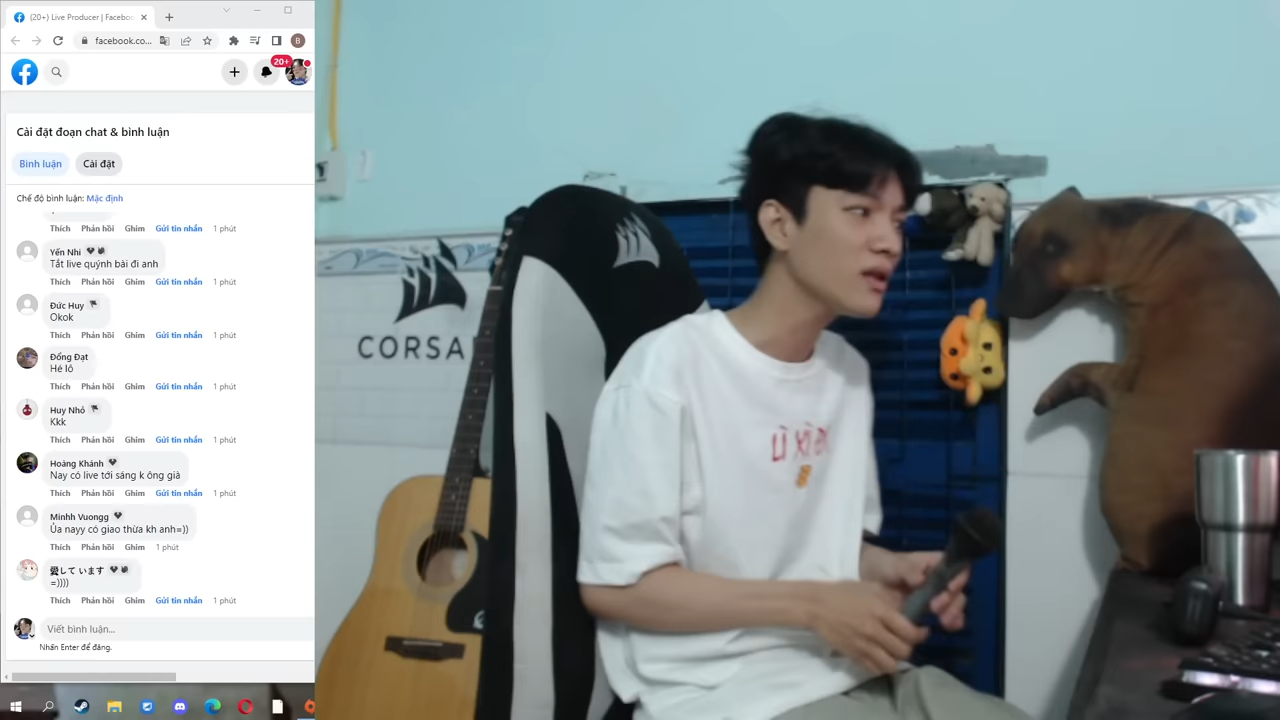 (20+) Live Producer | Facebo
facebook.co...
20+
B
Cài đặt đoạn chat & bình luận
Bình luận
Cài đặt
Chế độ bình luận: Mặc định
Thích Phản hồi Ghim Gửi tin nhắn 1 phút
Yến Nhi
Tắt live quýnh bài đi anh
Thích Phản hồi Ghim Gửi tin nhắn 1 phút
Đức Huy
Okok
Thích Phản hồi Ghim Gửi tin nhắn 1 phút
Đổng Đạt
Hé lô
Thích Phản hồi Ghim Gửi tin nhắn 1 phút
Huy Nhỏ
Kkk
Thích Phản hồi Ghim Gửi tin nhắn 1 phút
Hoàng Khánh
Nay có live tới sáng k ông già
Thích Phản hồi Ghim Gửi tin nhắn 1 phút
Minhh Vuongg
Ủa nayy có giao thừa kh anh=))
Thích Phản hồi Ghim 1 phút
愛して います
=))))
Thích Phản hồi Ghim Gửi tin nhắn 1 phút
Viết bình luận...
Nhấn Enter để đăng.
CORSA